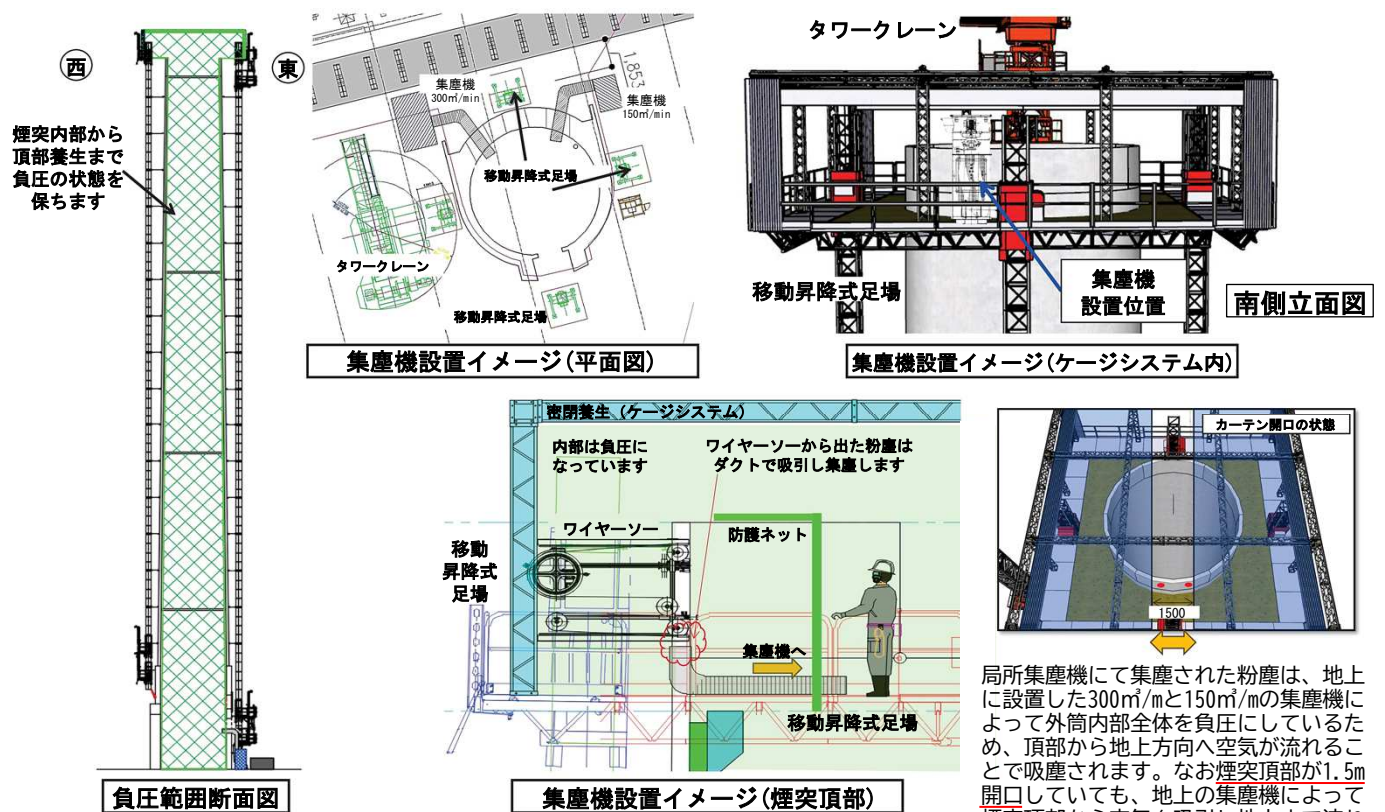 西
東
煙突内部から
頂部養生まで
負圧の状態を
保ちます
負圧範囲断面図
集塵機
300㎥/min
1,853
集塵機
150㎥/min
移動昇降式足場
タワークレーン
移動昇降式足場
集塵機設置イメージ(平面図)
タワークレーン
移動昇降式足場
集塵機
設置位置
南側立面図
集塵機設置イメージ(ケージシステム内)
密閉養生（ケージシステム）
内部は負圧に
なっています
ワイヤーソーから出た粉塵は
ダクトで吸引し集塵します
ワイヤーソー
防護ネット
移動
昇降式
足場
集塵機へ
移動昇降式足場
集塵機設置イメージ(煙突頂部)
カーテン開口の状態
1500
局所集塵機にて集塵された粉塵は、地上
に設置した300㎥/mと150㎥/mの集塵機に
よって外筒内部全体を負圧にしているた
め、頂部から地上方向へ空気が流れるこ
とで吸塵されます。なお煙突頂部が1.5m
開口していても、地上の集塵機によって